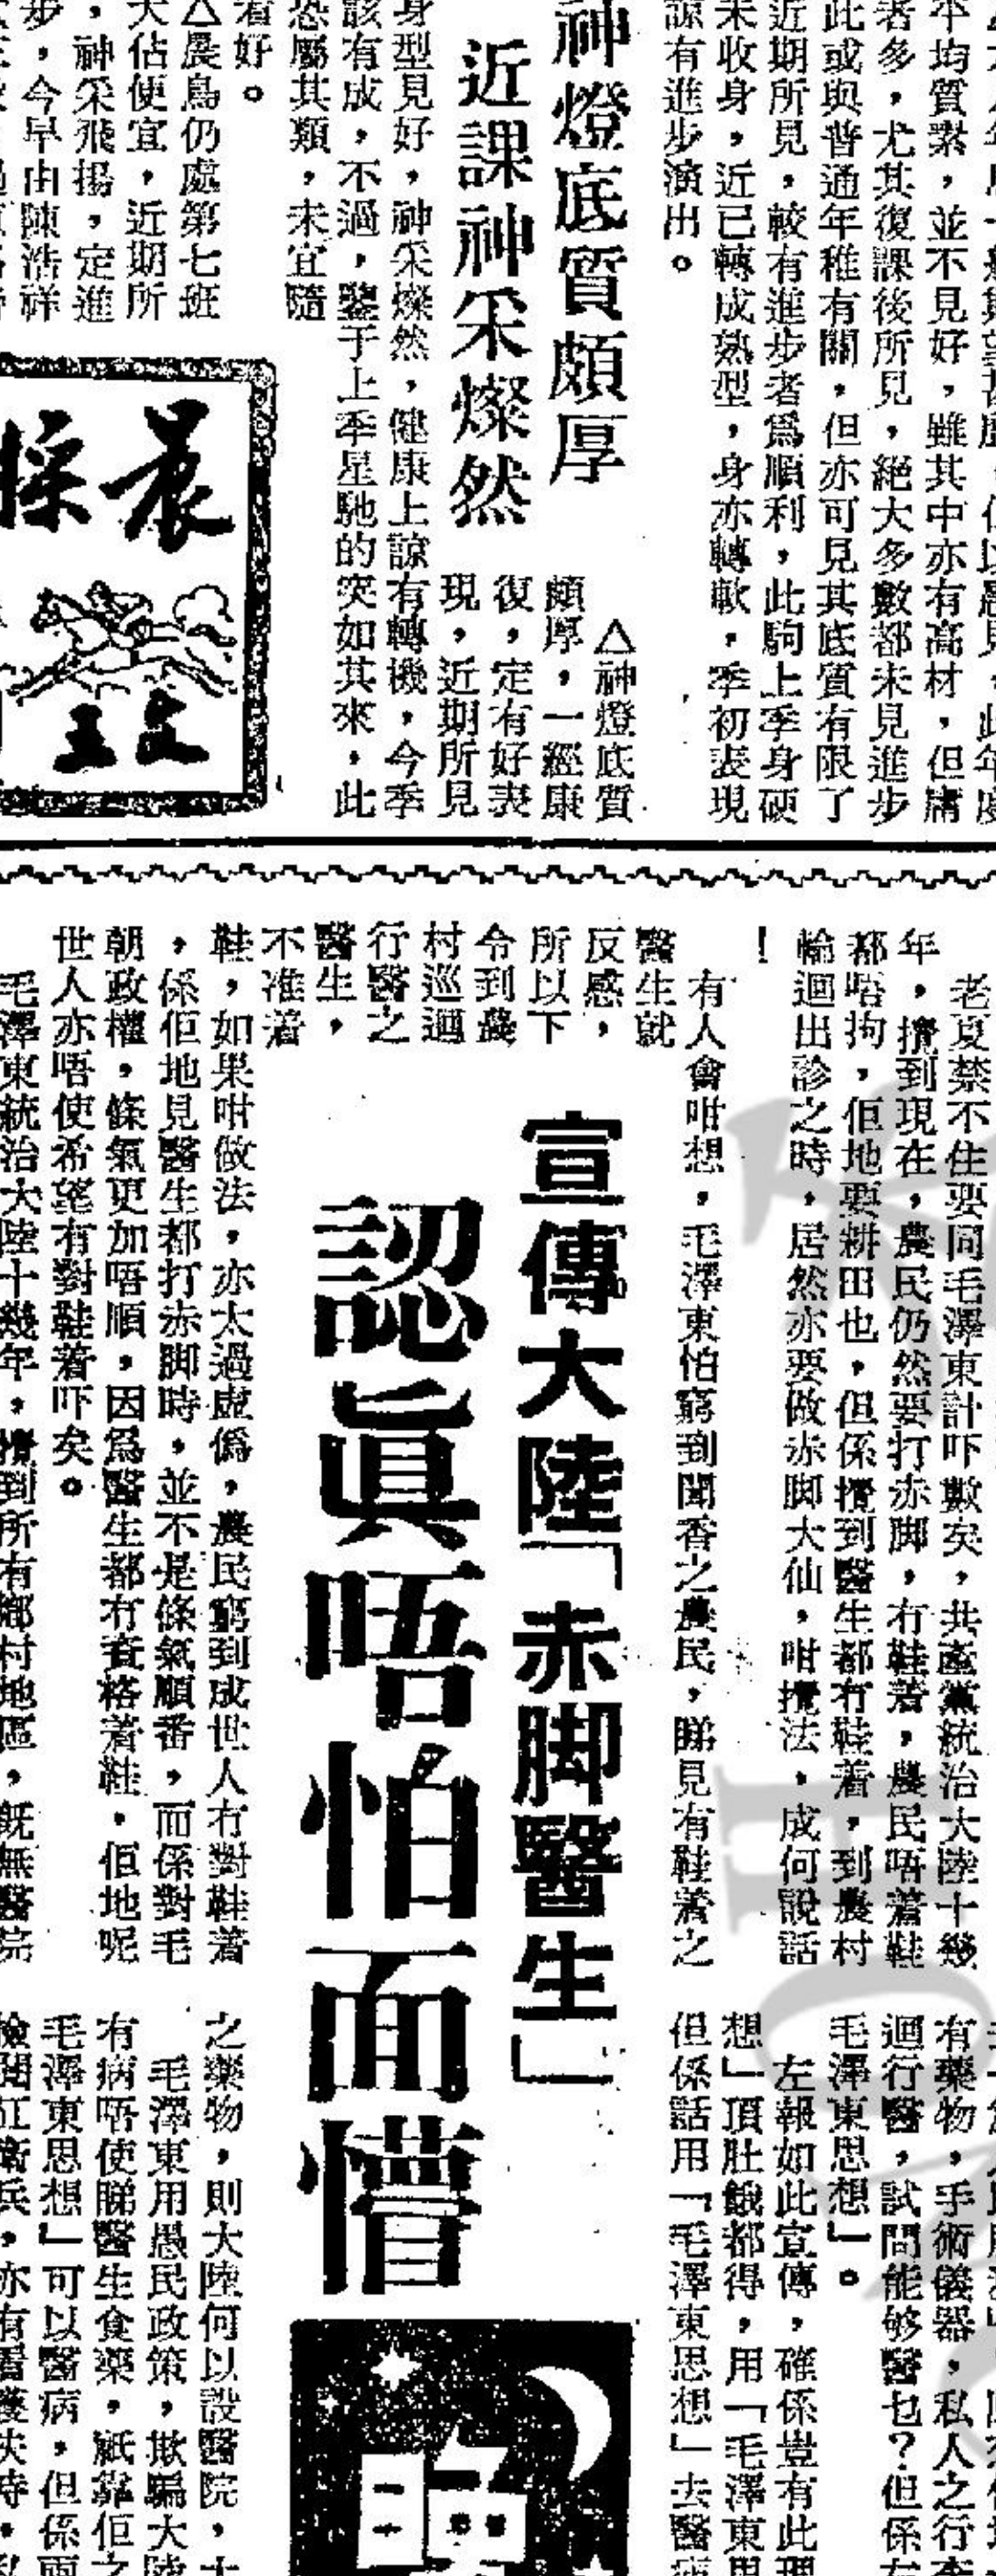 平均質素，並不見好，雖其中亦有高材，但庸
者多，尤其復課後所見，絕大多數都未見進步
此或與普通年稚有關，但亦可見其底質有限了
近期所見，較有進步者爲順利，此駒上季身硬
未收身，近已轉成熟型，身亦轉軟，季初表現
諒有進步演出。
神燈底質頗厚
近課神采燦然
△神燈底質
頗厚，一經康
復，定有好表
現，近期所見
身型見好，神采燦然，健康上諒有轉機，今季
該有成，不過，鑒于上季星馳的突如其來，此
恐屬其類，未宜隨
看好。
△晨鳥仍處第七班
大佔便宜，近期所
，神采飛揚，定進
步，今早由陳浩祥
晨採
老夏禁不住要同毛澤東計吓數矣，共產黨統治大陸十幾
年，攪到現在，農民仍然要打赤脚，冇鞋着，農民唔着鞋
都唔拘，佢地要耕田也，但係攪到醫生都冇鞋着，到農村
輪迴出診之時，居然亦要做赤脚大仙，咁攪法，成何說話
！
有人會咁想，毛澤東怕窮到聞香之農民，睇見有鞋着之
醫生就
反感，
所以下
令到農
村巡迴
行醫之
醫生，
不准着
鞋，如果咁做法，亦太過虛僞，農民窮到成世人冇對鞋着
，係佢地見醫生都打赤脚時，並不是條氣順番，而係對毛
朝政權，條氣更加唔順，因爲醫生都冇資格着鞋，佢地呢
世人亦唔使希望有對鞋着吓矣。
毛澤東統治大陸十幾年，攪到所有鄉村地區，既無醫院
宣傳大陸「赤脚醫生」
認眞唔怕面懵
有藥物，手術儀器，私人之行
迴行醫，試問能够醫乜？但係左
毛澤東思想」。
左報如此宣傳，確係豈有此理
想」頂肚餓都得，用「毛澤東思
但係話用「毛澤東思想」去醫
之藥物，則大陸何以設醫院，
毛澤東用愚民政策，欺騙大陸
有病唔使睇醫生食藥，祇靠佢之
毛澤東思想」可以醫病，但係兩
晚